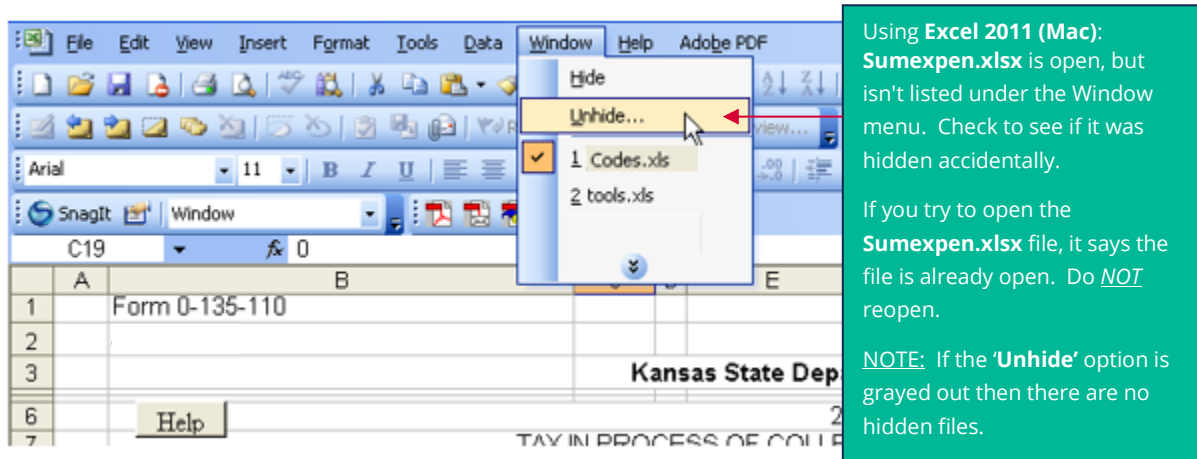 File Edit View Insert Format Tools Data Window Help Adobe PDF
Hide
Unhide...
1 Codes.xls
2 tools.xls
view...
Arial 11 B I U
SnagIt Window
C19 fx 0
A B E
1 Form 0-135-110
2
3 Kansas State Dep
6 Help 2
7 TAX IN PROCESS OF COLLE
Using Excel 2011 (Mac):
Sumexpen.xlsx is open, but
isn't listed under the Window
menu. Check to see if it was
hidden accidentally.
If you try to open the
Sumexpen.xlsx file, it says the
file is already open. Do NOT
reopen.
NOTE: If the ‘Unhide’ option is
grayed out then there are no
hidden files.